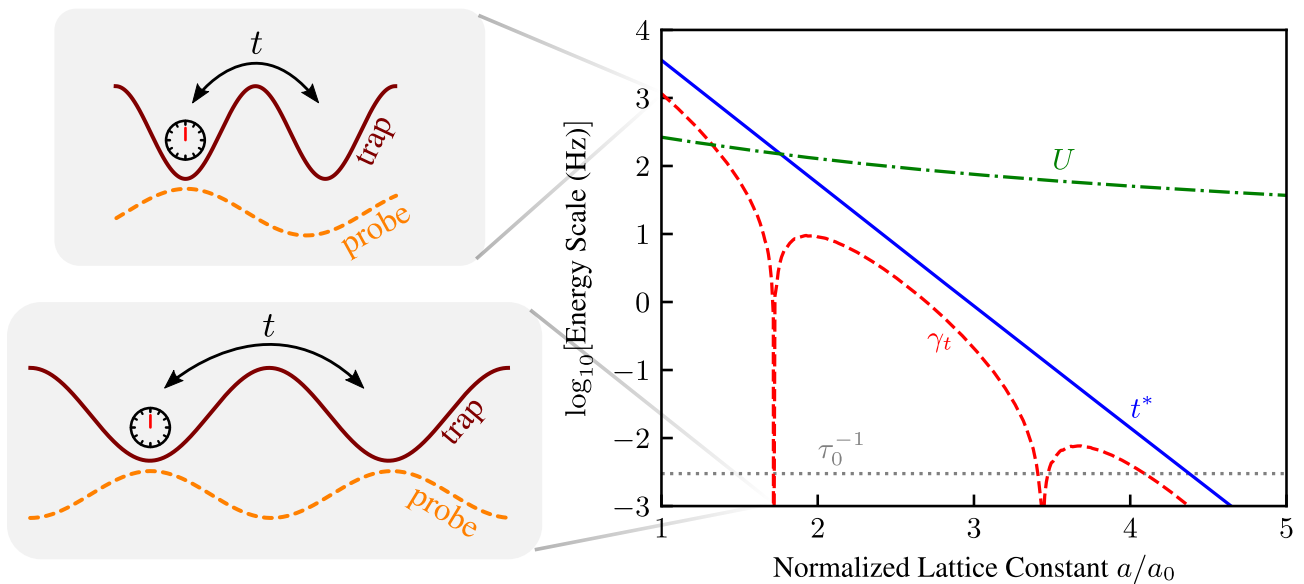 t
trap
probe
t
trap
probe
log₁₀[Energy Scale (Hz)]
4
3
2
1
0
−1
−2
−3
U
γₜ
t*
τ₀⁻¹
1
2
3
4
5
Normalized Lattice Constant a/a₀